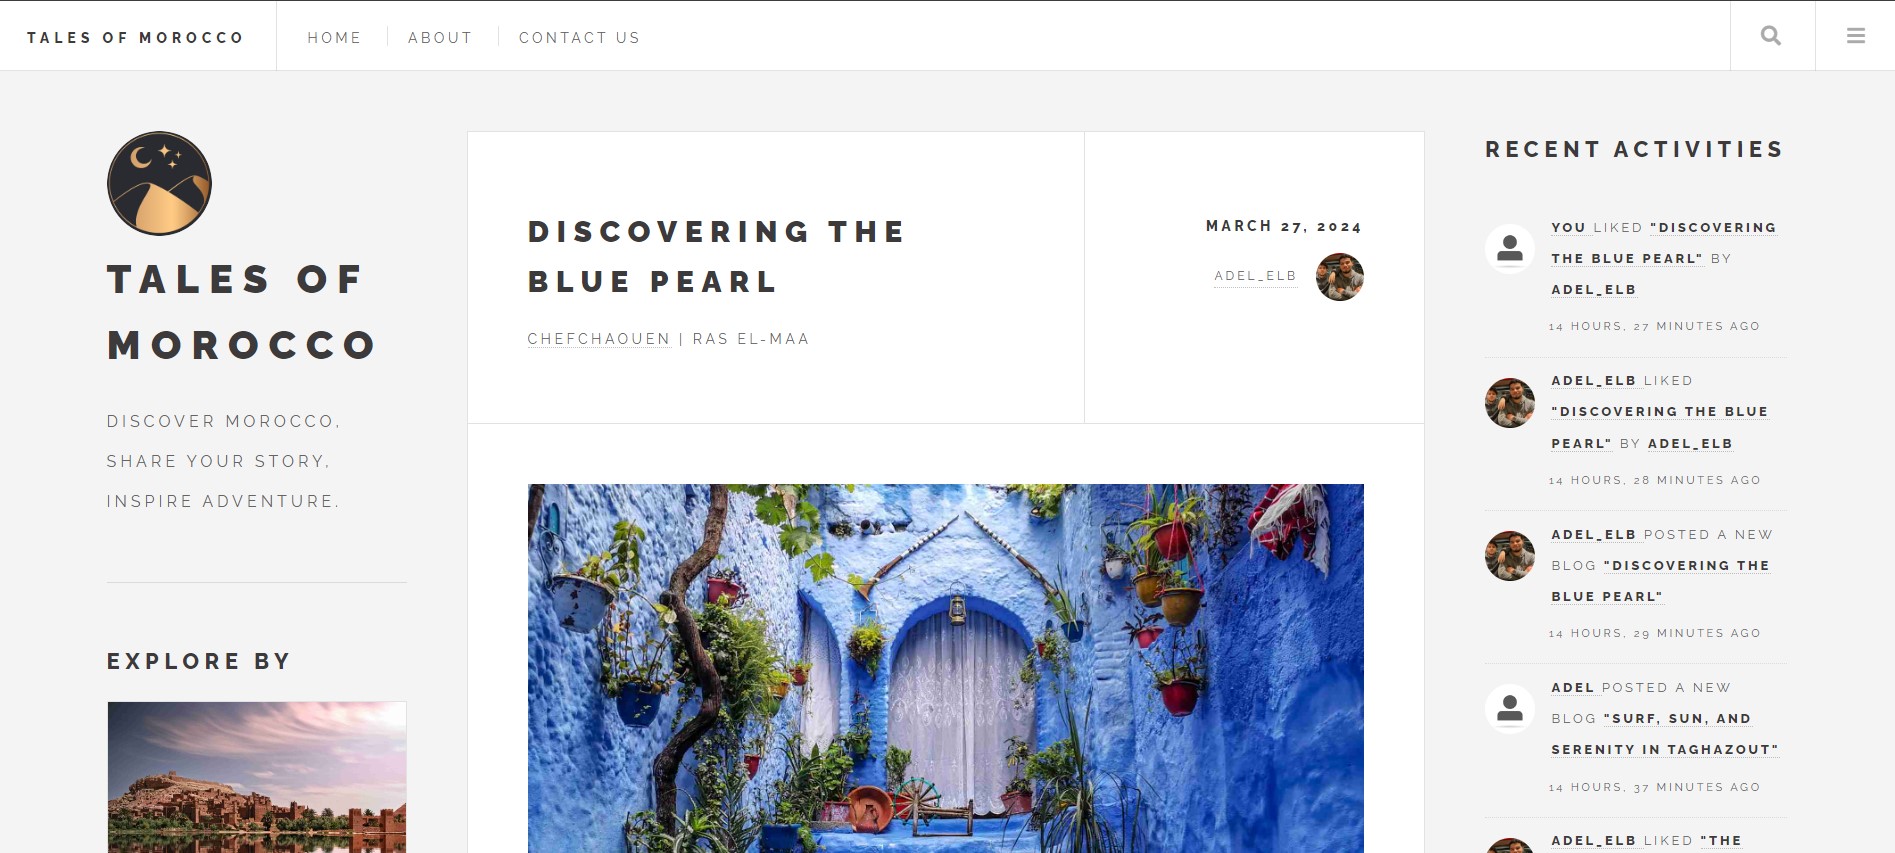 TALES OF MOROCCO
HOME
ABOUT
CONTACT US
TALES OF
MOROCCO
DISCOVER MOROCCO,
SHARE YOUR STORY,
INSPIRE ADVENTURE.
EXPLORE BY
DISCOVERING THE
BLUE PEARL
CHEFCHAOUEN | RAS EL-MAA
MARCH 27, 2024
ADEL_ELB
RECENT ACTIVITIES
YOU LIKED "DISCOVERING
THE BLUE PEARL" BY
ADEL_ELB
14 HOURS, 27 MINUTES AGO
ADEL_ELB LIKED
"DISCOVERING THE BLUE
PEARL" BY ADEL_ELB
14 HOURS, 28 MINUTES AGO
ADEL_ELB POSTED A NEW
BLOG "DISCOVERING THE
BLUE PEARL"
14 HOURS, 29 MINUTES AGO
ADEL POSTED A NEW
BLOG "SURF, SUN, AND
SERENITY IN TAGHAZOUT"
14 HOURS, 37 MINUTES AGO
ADEL_ELB LIKED "THE